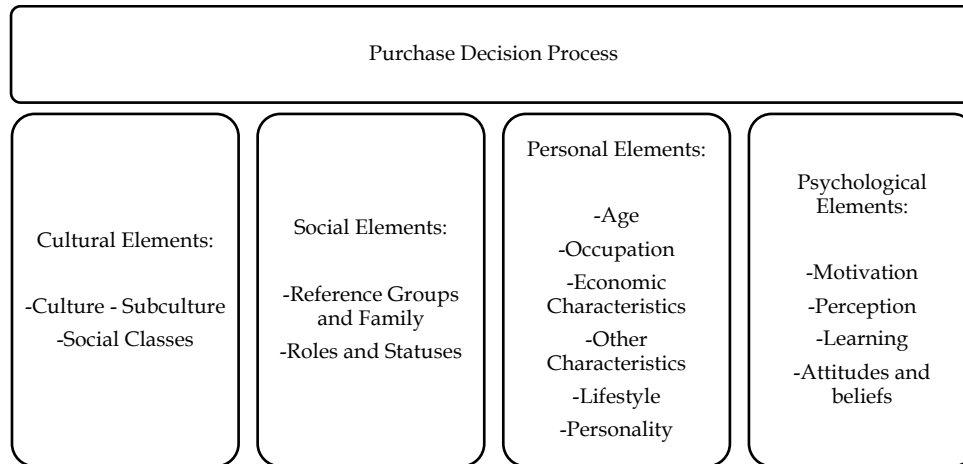 Purchase Decision Process
Cultural Elements:
-Culture - Subculture
-Social Classes
Social Elements:
-Reference Groups
and Family
-Roles and Statuses
Personal Elements:
-Age
-Occupation
-Economic
Characteristics
-Other
Characteristics
-Lifestyle
-Personality
Psychological
Elements:
-Motivation
-Perception
-Learning
-Attitudes and
beliefs